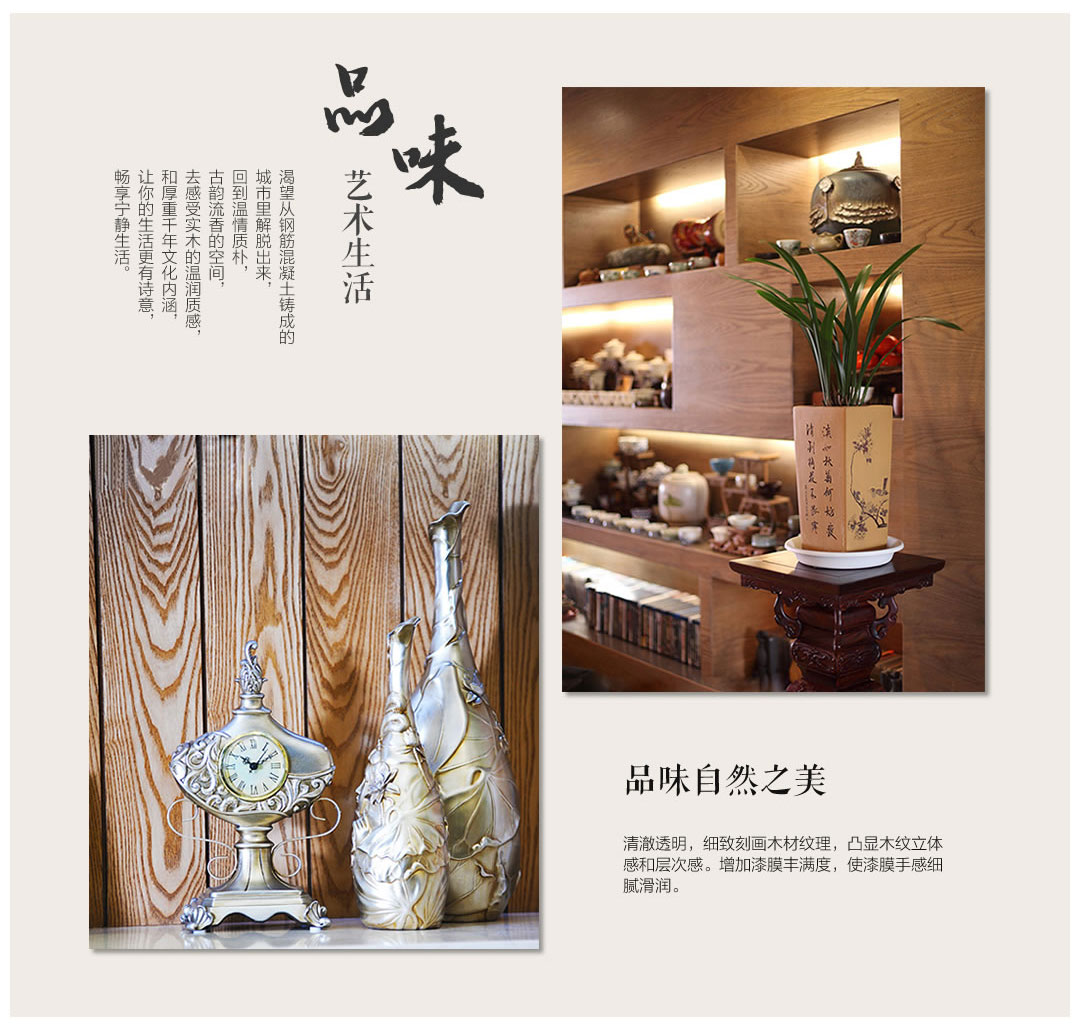 品味
艺术生活
渴望从钢筋混凝土铸成的
城市里解脱出来，
回到温情质朴，
古韵流香的空间，
去感受实木的温润质感，
和厚重千年文化内涵，
让你的生活更有诗意，
畅享宁静生活。
品味自然之美
清澈透明，细致刻画木材纹理，凸显木纹立体
感和层次感。增加漆膜丰满度，使漆膜手感细
腻滑润。